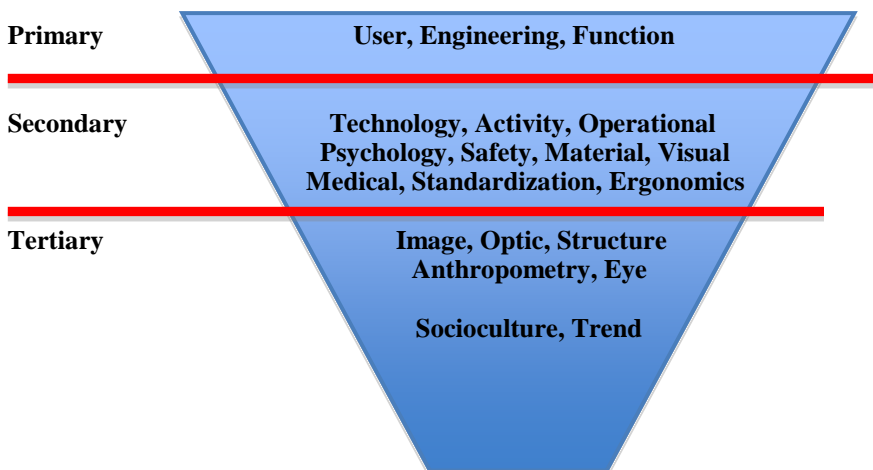 Primary
User, Engineering, Function
Secondary
Technology, Activity, Operational
Psychology, Safety, Material, Visual
Medical, Standardization, Ergonomics
Tertiary
Image, Optic, Structure
Anthropometry, Eye
Socioculture, Trend